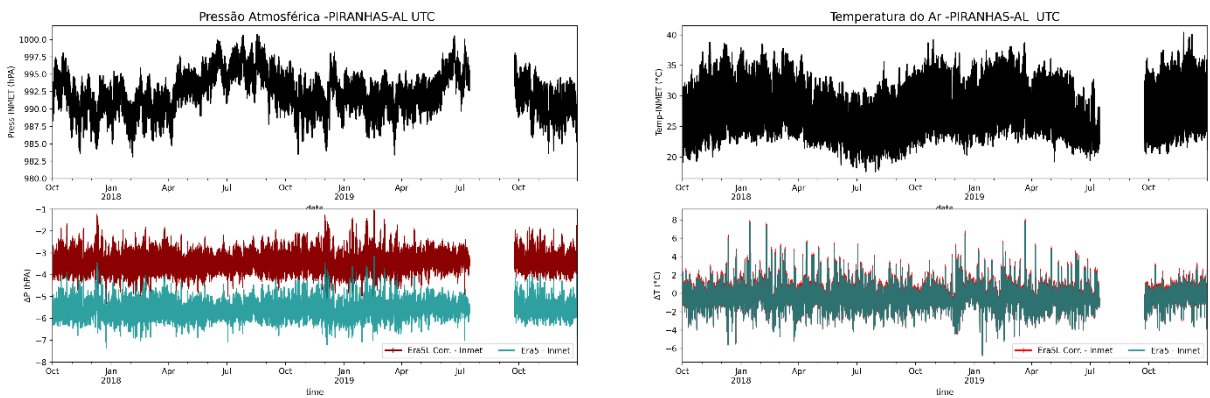 Pressão Atmosférica -PIRANHAS-AL UTC
Press-INMET (hPA)
1000.0
997.5
995.0
992.5
990.0
987.5
985.0
982.5
980.0
Oct Jan Apr Jul Oct Jan Apr Jul Oct
2018 2019
date
ΔP (hPA)
−1
−2
−3
−4
−5
−6
−7
−8
Era5L Corr. - Inmet Era5 - Inmet
Oct Jan Apr Jul Oct Jan Apr Jul Oct
2018 2019
time
Temperatura do Ar -PIRANHAS-AL UTC
Temp-INMET (°C)
40
35
30
25
20
Oct Jan Apr Jul Oct Jan Apr Jul Oct
2018 2019
date
ΔT (°C)
8
6
4
2
0
−2
−4
−6
Era5L Corr. - Inmet Era5 - Inmet
Oct Jan Apr Jul Oct Jan Apr Jul Oct
2018 2019
time